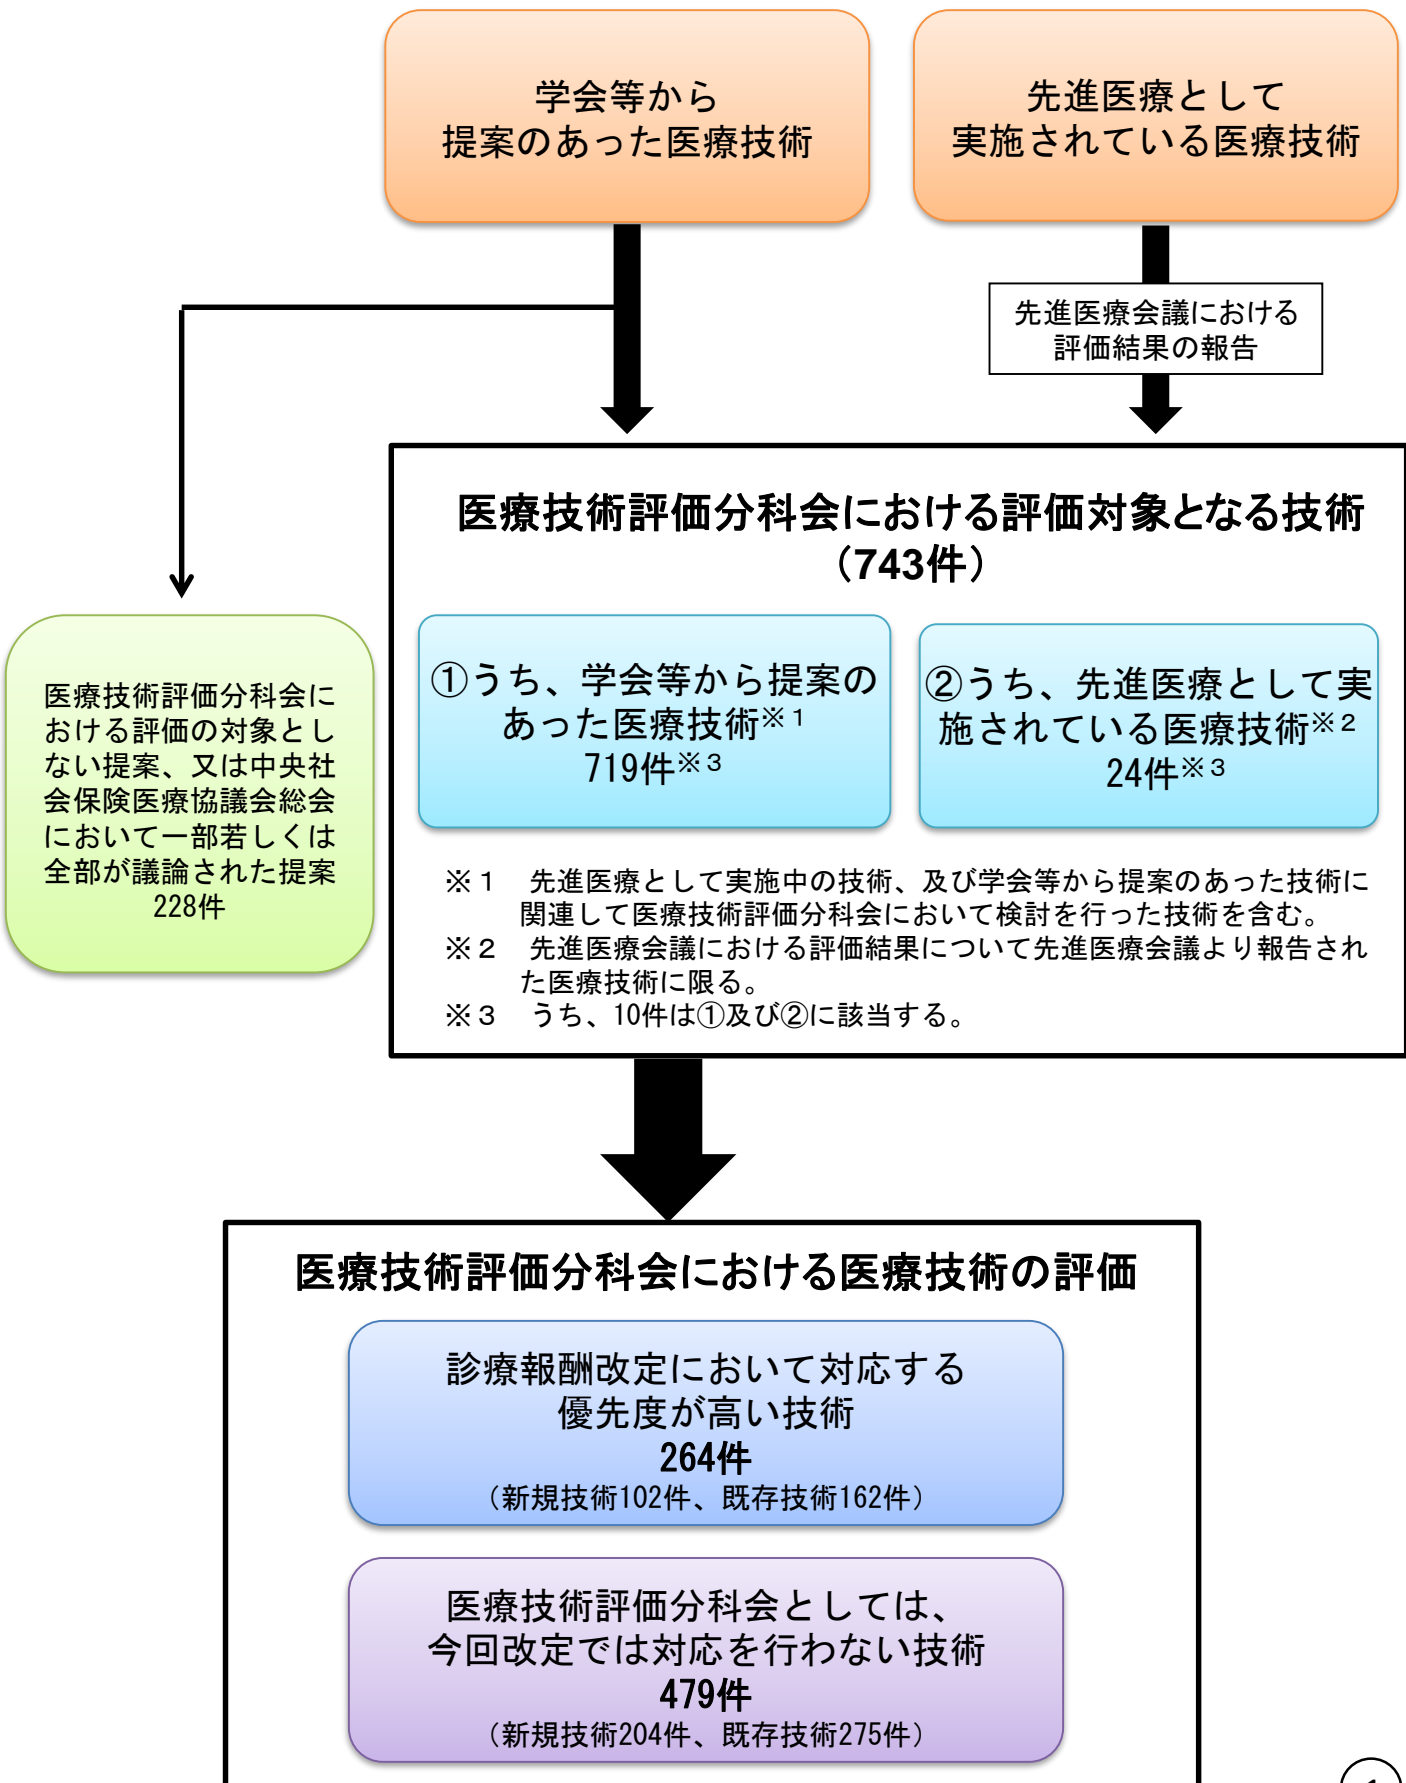 学会等から
提案のあった医療技術
先進医療として
実施されている医療技術
先進医療会議における
評価結果の報告
医療技術評価分科会における評価対象となる技術
（743件）
①うち、学会等から提案の
あった医療技術※１
719件※３
②うち、先進医療として実
施されている医療技術※２
24件※３
医療技術評価分科会に
おける評価の対象とし
ない提案、又は中央社
会保険医療協議会総会
において一部若しくは
全部が議論された提案
228件
※１　先進医療として実施中の技術、及び学会等から提案のあった技術に
関連して医療技術評価分科会において検討を行った技術を含む。
※２　先進医療会議における評価結果について先進医療会議より報告され
た医療技術に限る。
※３　うち、10件は①及び②に該当する。
医療技術評価分科会における医療技術の評価
診療報酬改定において対応する
優先度が高い技術
264件
（新規技術102件、既存技術162件）
医療技術評価分科会としては、
今回改定では対応を行わない技術
479件
（新規技術204件、既存技術275件）